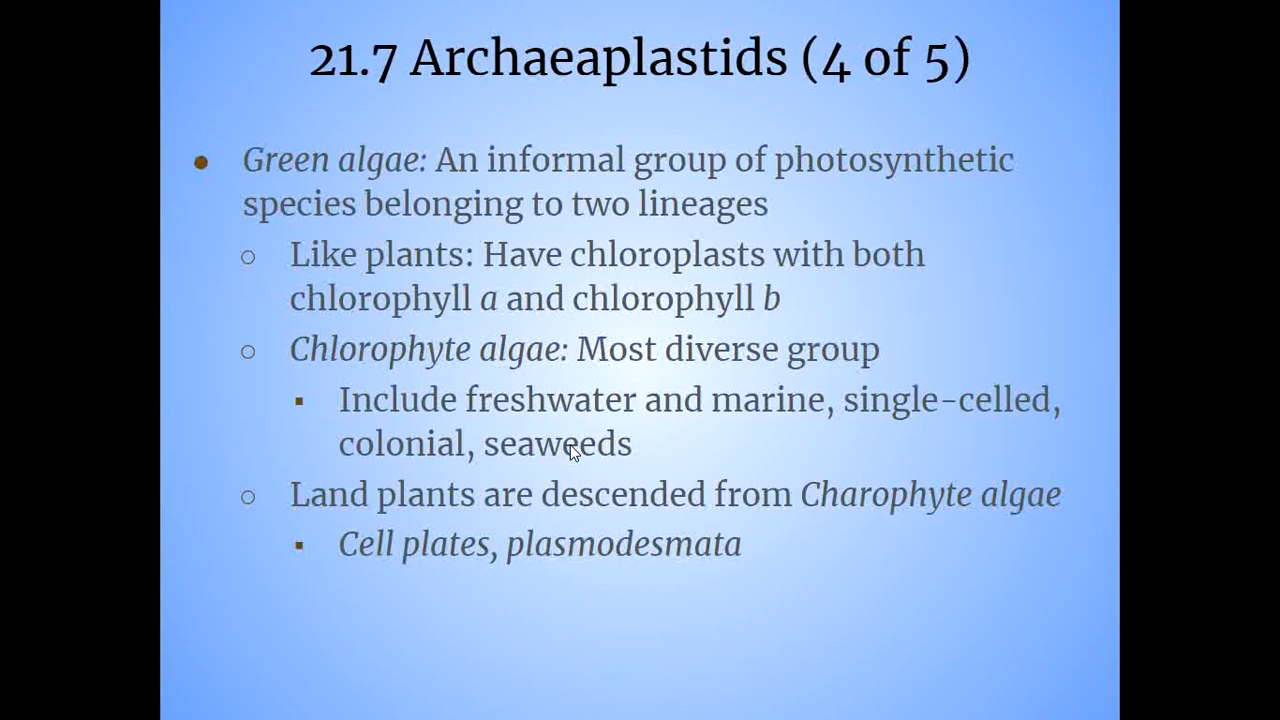 21.7 Archaeaplastids (4 of 5)
Green algae: An informal group of photosynthetic
species belonging to two lineages
Like plants: Have chloroplasts with both
chlorophyll a and chlorophyll b
Chlorophyte algae: Most diverse group
Include freshwater and marine, single-celled,
colonial, seaweeds
Land plants are descended from Charophyte algae
Cell plates, plasmodesmata